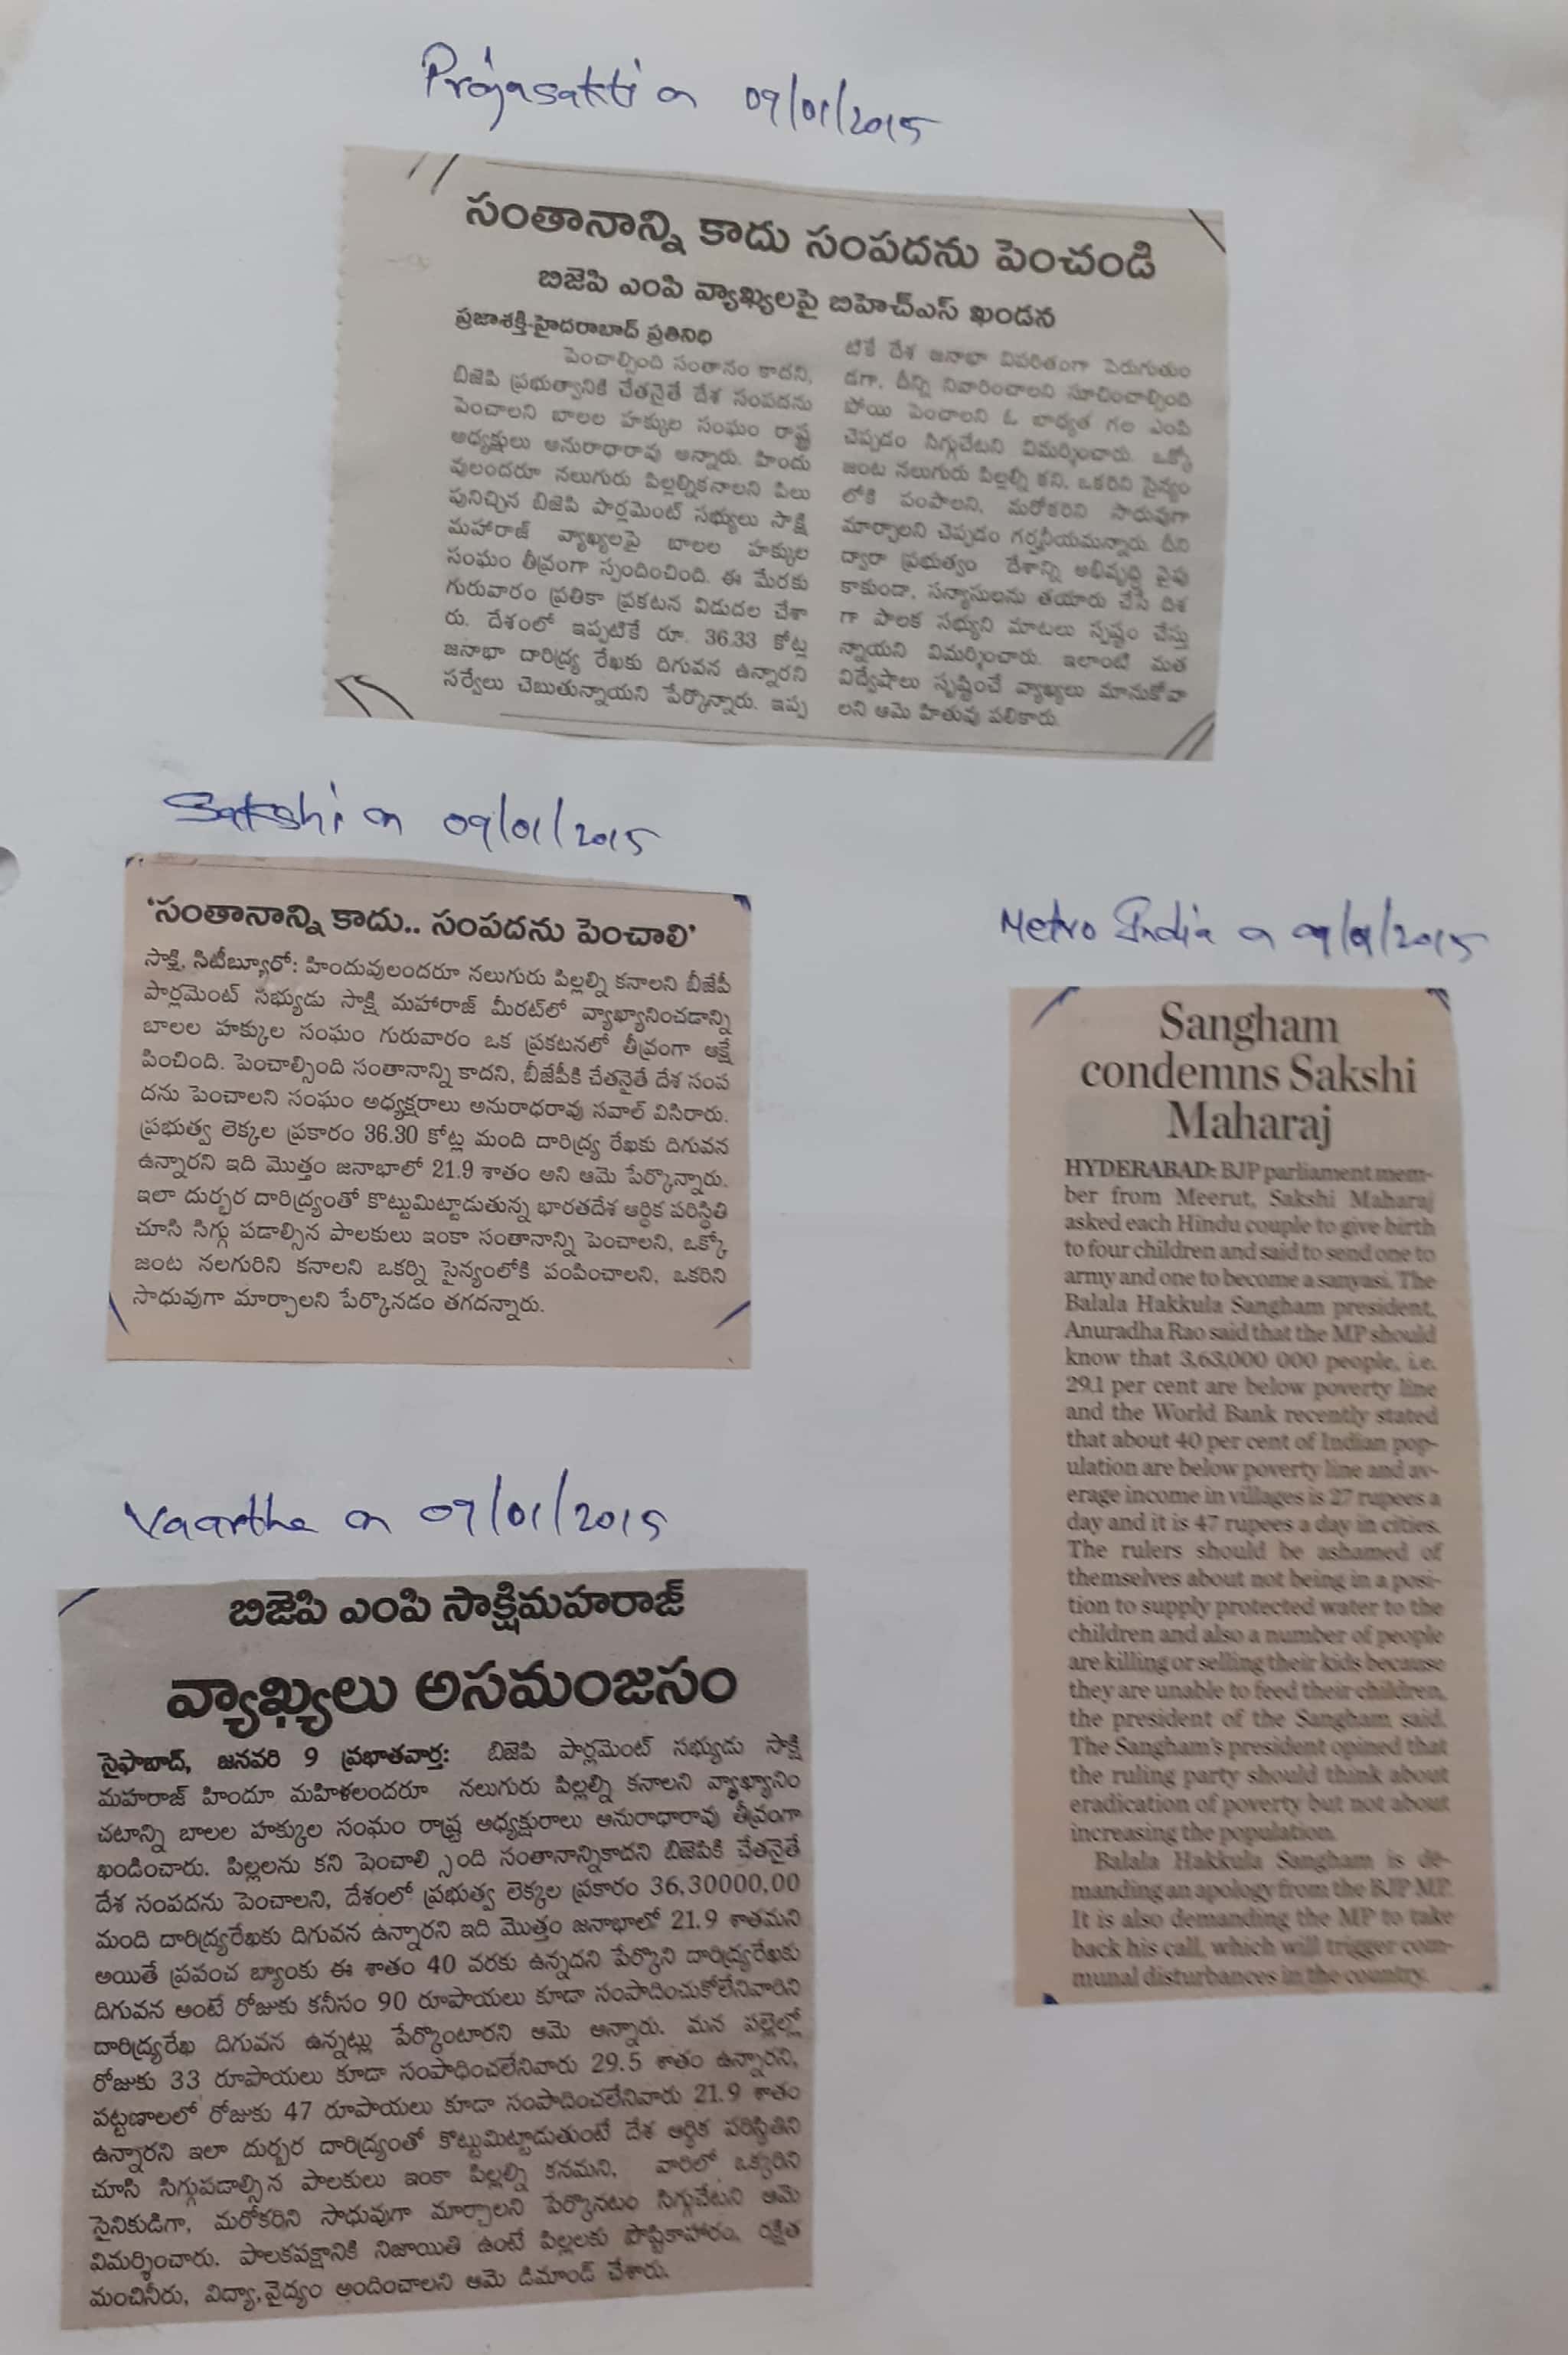 Prajasakti on 09/01/2015
సంతానాన్ని కాదు సంపదను పెంచండి
బిజెపి ఎంపి వ్యాఖ్యలపై బిహెచ్ఎస్ ఖండన
ప్రజాశక్తి-హైదరాబాద్ ప్రతినిధి
పెంచాల్సింది సంతానం కాదని,
బిజెపి ప్రభుత్వానికి చేతనైతే దేశ సంపదను
పెంచాలని బాలల హక్కుల సంఘం రాష్ట్ర
అధ్యక్షులు అనురాధారావు అన్నారు. హిందు
వులందరూ నలుగురు పిల్లల్నికనాలని పిలు
పునిచ్చిన బిజెపి పార్లమెంట్ సభ్యులు సాక్షి
మహారాజ్ వ్యాఖ్యలపై బాలల హక్కుల
సంఘం తీవ్రంగా స్పందించింది. ఈ మేరకు
గురువారం ప్రతికా ప్రకటన విడుదల చేశా
రు. దేశంలో ఇప్పటికే రూ. 36.33 కోట్ల
జనాభా దారిద్ర్య రేఖకు దిగువన ఉన్నారని
సర్వేలు చెబుతున్నాయని పేర్కొన్నారు. ఇప్ప
టికే దేశ జనాభా విపరితంగా పెరుగుతుం
డగా, దీన్ని నివారించాలని సూచించాల్సింది
పోయి పెంచాలని ఓ బాధ్యత గల ఎంపి
చెప్పడం సిగ్గుచేటని విమర్శించారు. ఒక్కో
జంట నలుగురు పిల్లల్ని కని, ఒకరిని సైన్యం
లోకి పంపాలని, మరోకరిని సాధువుగా
మార్చాలని చెప్పడం గర్హనీయమన్నారు. దీని
ద్వారా ప్రభుత్వం దేశాన్ని అభివృద్ధి వైపు
కాకుండా, సన్యాసులను తయారు చేసే దిశ
గా పాలక సభ్యుని మాటలు స్పష్టం చేస్తు
న్నాయని విమర్శించారు. ఇలాంటి మత
విద్వేషాలు సృష్టించే వ్యాఖ్యలు మానుకోవా
లని ఆమె హితువు పలికారు.
Sakshi on 09/01/2015
'సంతానాన్ని కాదు.. సంపదను పెంచాలి'
సాక్షి, సిటీబ్యూరో: హిందువులందరూ నలుగురు పిల్లల్ని కనాలని బీజేపీ
పార్లమెంట్ సభ్యుడు సాక్షి మహారాజ్ మీరట్‌లో వ్యాఖ్యానించడాన్ని
బాలల హక్కుల సంఘం గురువారం ఒక ప్రకటనలో తీవ్రంగా ఆక్షే
పించింది. పెంచాల్సింది సంతానాన్ని కాదని, బీజేపీకి చేతనైతే దేశ సంప
దను పెంచాలని సంఘం అధ్యక్షరాలు అనురాధరావు సవాల్ విసిరారు.
ప్రభుత్వ లెక్కల ప్రకారం 36.30 కోట్ల మంది దారిద్ర్య రేఖకు దిగువన
ఉన్నారని ఇది మొత్తం జనాభాలో 21.9 శాతం అని ఆమె పేర్కొన్నారు.
ఇలా దుర్భర దారిద్ర్యంతో కొట్టుమిట్టాడుతున్న భారతదేశ ఆర్థిక పరిస్థితి
చూసి సిగ్గు పడాల్సిన పాలకులు ఇంకా సంతానాన్ని పెంచాలని, ఒక్కో
జంట నలగురిని కనాలని ఒకర్ని సైన్యంలోకి పంపించాలని, ఒకరిని
సాధువుగా మార్చాలని పేర్కొనడం తగదన్నారు.
Metro India on 09/01/2015
Sangham
condemns Sakshi
Maharaj
HYDERABAD: BJP parliament mem-
ber from Meerut, Sakshi Maharaj
asked each Hindu couple to give birth
to four children and said to send one to
army and one to become a sanyasi. The
Balala Hakkula Sangham president,
Anuradha Rao said that the MP should
know that 3,63,000 000 people, i.e.
29.1 per cent are below poverty line
and the World Bank recently stated
that about 40 per cent of Indian pop-
ulation are below poverty line and av-
erage income in villages is 27 rupees a
day and it is 47 rupees a day in cities.
The rulers should be ashamed of
themselves about not being in a posi-
tion to supply protected water to the
children and also a number of people
are killing or selling their kids because
they are unable to feed their children,
the president of the Sangham said.
The Sangham's president opined that
the ruling party should think about
eradication of poverty but not about
increasing the population.
Balala Hakkula Sangham is de-
manding an apology from the BJP MP.
It is also demanding the MP to take
back his call, which will trigger com-
munal disturbances in the country.
Vaartha on 09/01/2015
బిజెపి ఎంపి సాక్షిమహరాజ్
వ్యాఖ్యలు అసమంజసం
సైఫాబాద్, జనవరి 9 ప్రభాతవార్త: బిజెపి పార్లమెంట్ సభ్యుడు సాక్షి
మహరాజ్ హిందూ మహిళలందరూ నలుగురు పిల్లల్ని కనాలని వ్యాఖ్యానిం
చటాన్ని బాలల హక్కుల సంఘం రాష్ట్ర అధ్యక్షురాలు అనురాధారావు తీవ్రంగా
ఖండించారు. పిల్లలను కని పెంచాలి ్సంది సంతానాన్నికాదని బిజెపికి చేతనైతే
దేశ సంపదను పెంచాలని, దేశంలో ప్రభుత్వ లెక్కల ప్రకారం 36,30000,00
మంది దారిద్ర్యరేఖకు దిగువన ఉన్నారని ఇది మొత్తం జనాభాలో 21.9 శాతమని
అయితే ప్రపంచ బ్యాంకు ఈ శాతం 40 వరకు ఉన్నదని పేర్కొని దారిద్ర్యరేఖకు
దిగువన అంటే రోజుకు కనీసం 90 రూపాయలు కూడా సంపాదించుకోలేనివారిని
దారిద్ర్యరేఖ దిగువన ఉన్నట్లు పేర్కొంటారని ఆమె అన్నారు. మన పల్లెల్లో
రోజుకు 33 రూపాయలు కూడా సంపాధించలేనివారు 29.5 శాతం ఉన్నారని,
పట్టణాలలో రోజుకు 47 రూపాయలు కూడా సంపాదించలేనివారు 21.9 శాతం
ఉన్నారని ఇలా దుర్భర దారిద్ర్యంతో కొట్టుమిట్టాడుతుంటే దేశ ఆర్థిక పరిస్థితిని
చూసి సిగ్గుపడాల్సిన పాలకులు ఇంకా పిల్లల్ని కనమని, వారిలో ఒక్కరిని
సైనికుడిగా, మరోకరిని సాధువుగా మార్చాలని పేర్కొనటం సిగ్గుచేటని ఆమె
విమర్శించారు. పాలకపక్షానికి నిజాయితి ఉంటే పిల్లలకు పౌష్టికాహారం, రక్షిత
మంచినీరు, విద్యా,వైద్యం అందించాలని ఆమె డిమాండ్ చేశారు.